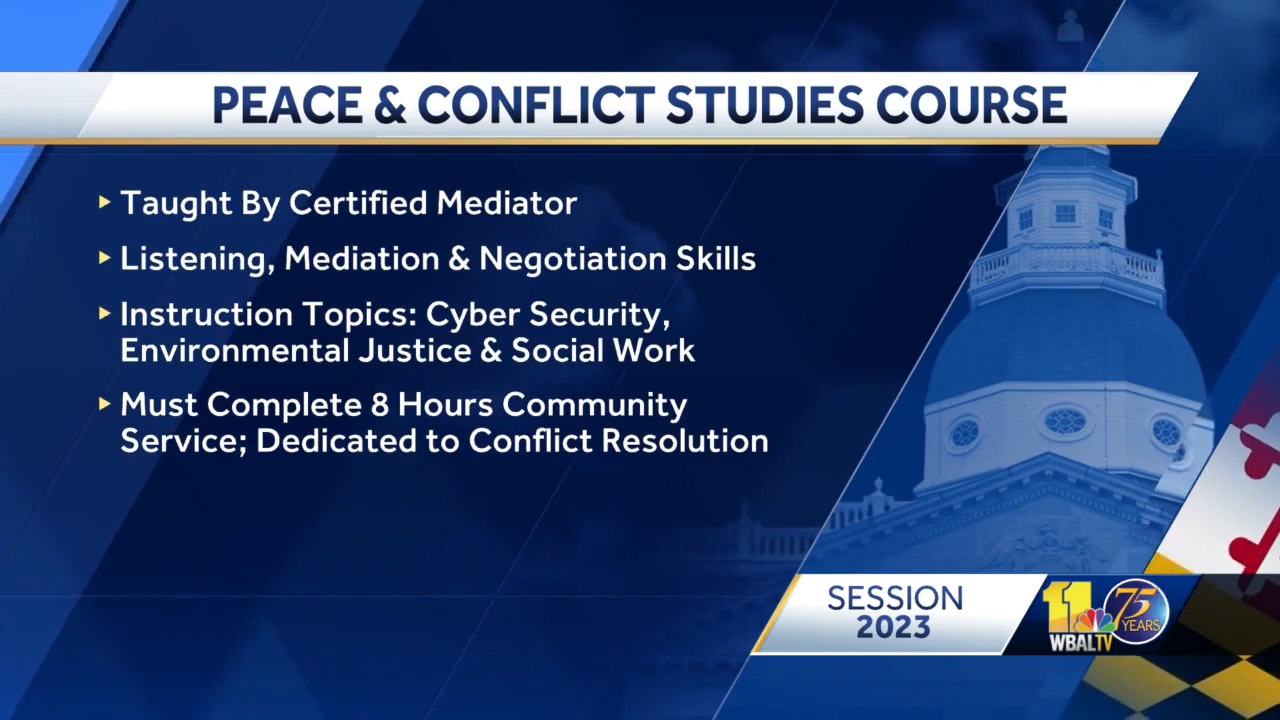 PEACE & CONFLICT STUDIES COURSE
Taught By Certified Mediator
Listening, Mediation & Negotiation Skills
Instruction Topics: Cyber Security,
Environmental Justice & Social Work
Must Complete 8 Hours Community
Service; Dedicated to Conflict Resolution
SESSION
2023
11
WBALTV
75
YEARS